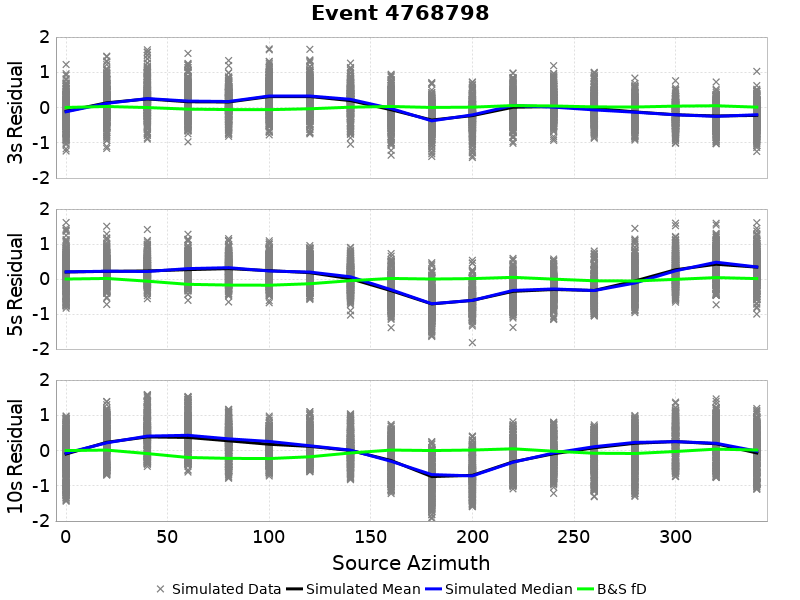 Event 4768798
3s Residual
2
1
0
-1
-2
5s Residual
2
1
0
-1
-2
10s Residual
2
1
0
-1
-2
0 50 100 150 200 250 300
Source Azimuth
Simulated Data Simulated Mean Simulated Median B&S fD